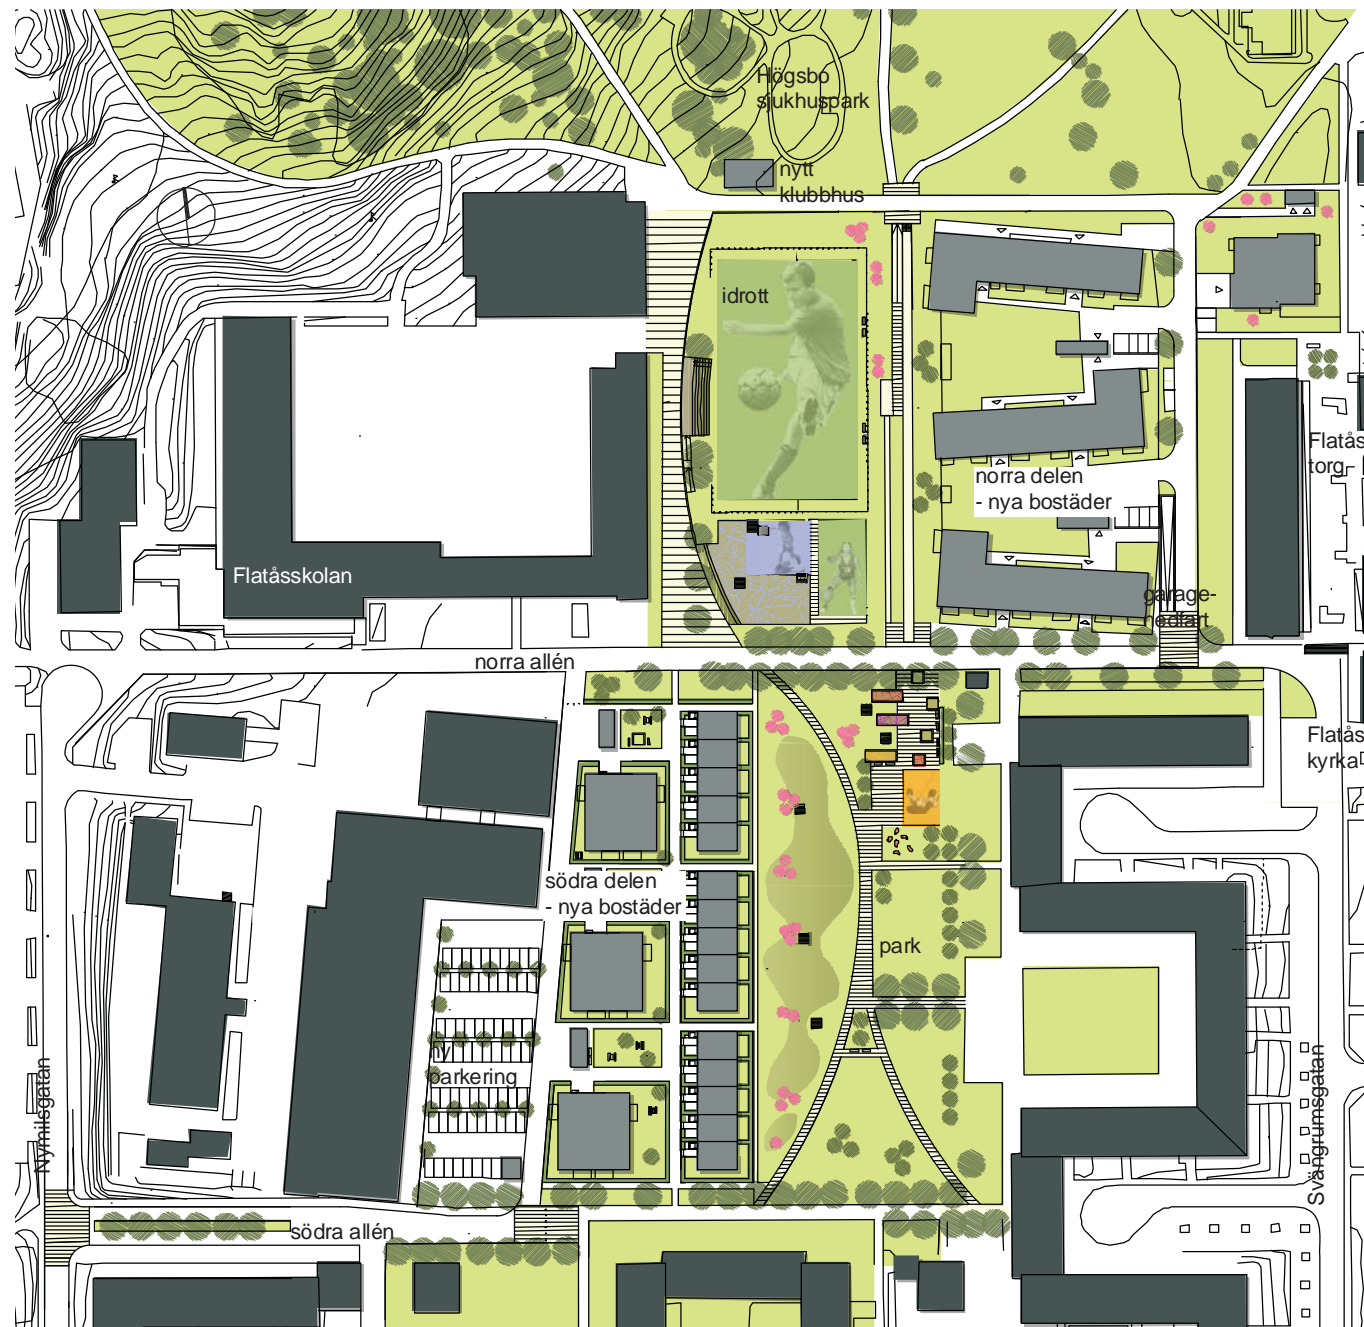 Högsbo
sjukhuspark
nytt
klubbhus
idrott
Flatås
torg
norra delen
- nya bostäder
Flatåsskolan
garage-
nedfart
norra allén
Flatås
kyrka
södra delen
- nya bostäder
park
ny
parkering
Nymilsgatan
Svängrumsgatan
södra allén